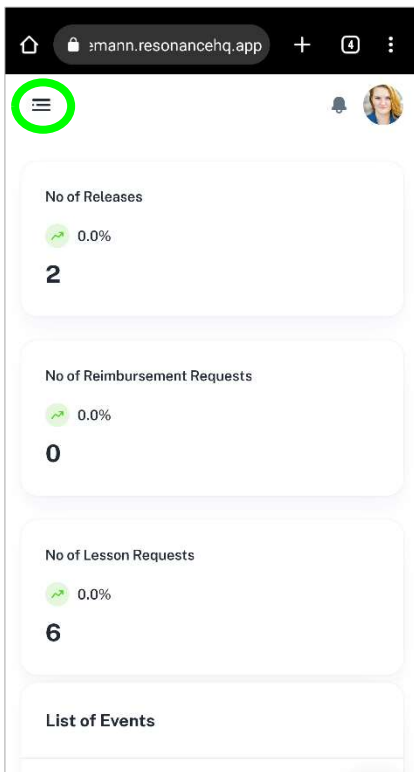 emann.resonancehq.app
4
No of Releases
0.0%
2
No of Reimbursement Requests
0.0%
0
No of Lesson Requests
0.0%
6
List of Events